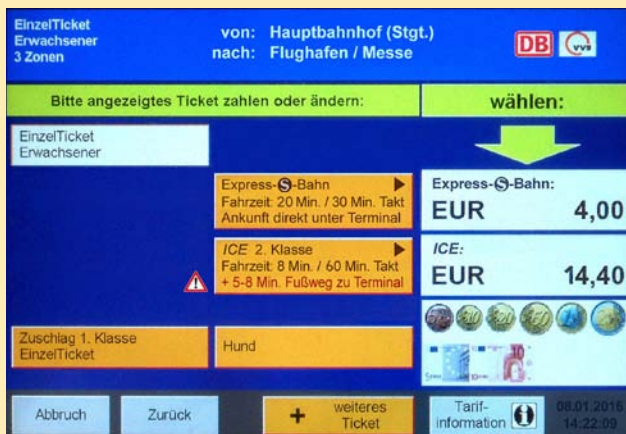 EinzelTicket
Erwachsener
3 Zonen
von: Hauptbahnhof (Stgt.)
nach: Flughafen / Messe
DB
VVS
Bitte angezeigtes Ticket zahlen oder ändern:
wählen:
EinzelTicket
Erwachsener
Express-S-Bahn
Fahrzeit: 20 Min. / 30 Min. Takt
Ankunft direkt unter Terminal
Express-S-Bahn:
EUR 4,00
ICE 2. Klasse
Fahrzeit: 8 Min. / 60 Min. Takt
+ 5-8 Min. Fußweg zu Terminal
ICE:
EUR 14,40
Zuschlag 1. Klasse
EinzelTicket
Hund
Abbruch
Zurück
+ weiteres
Ticket
Tarif-
information
08.01.2016
14:22:09